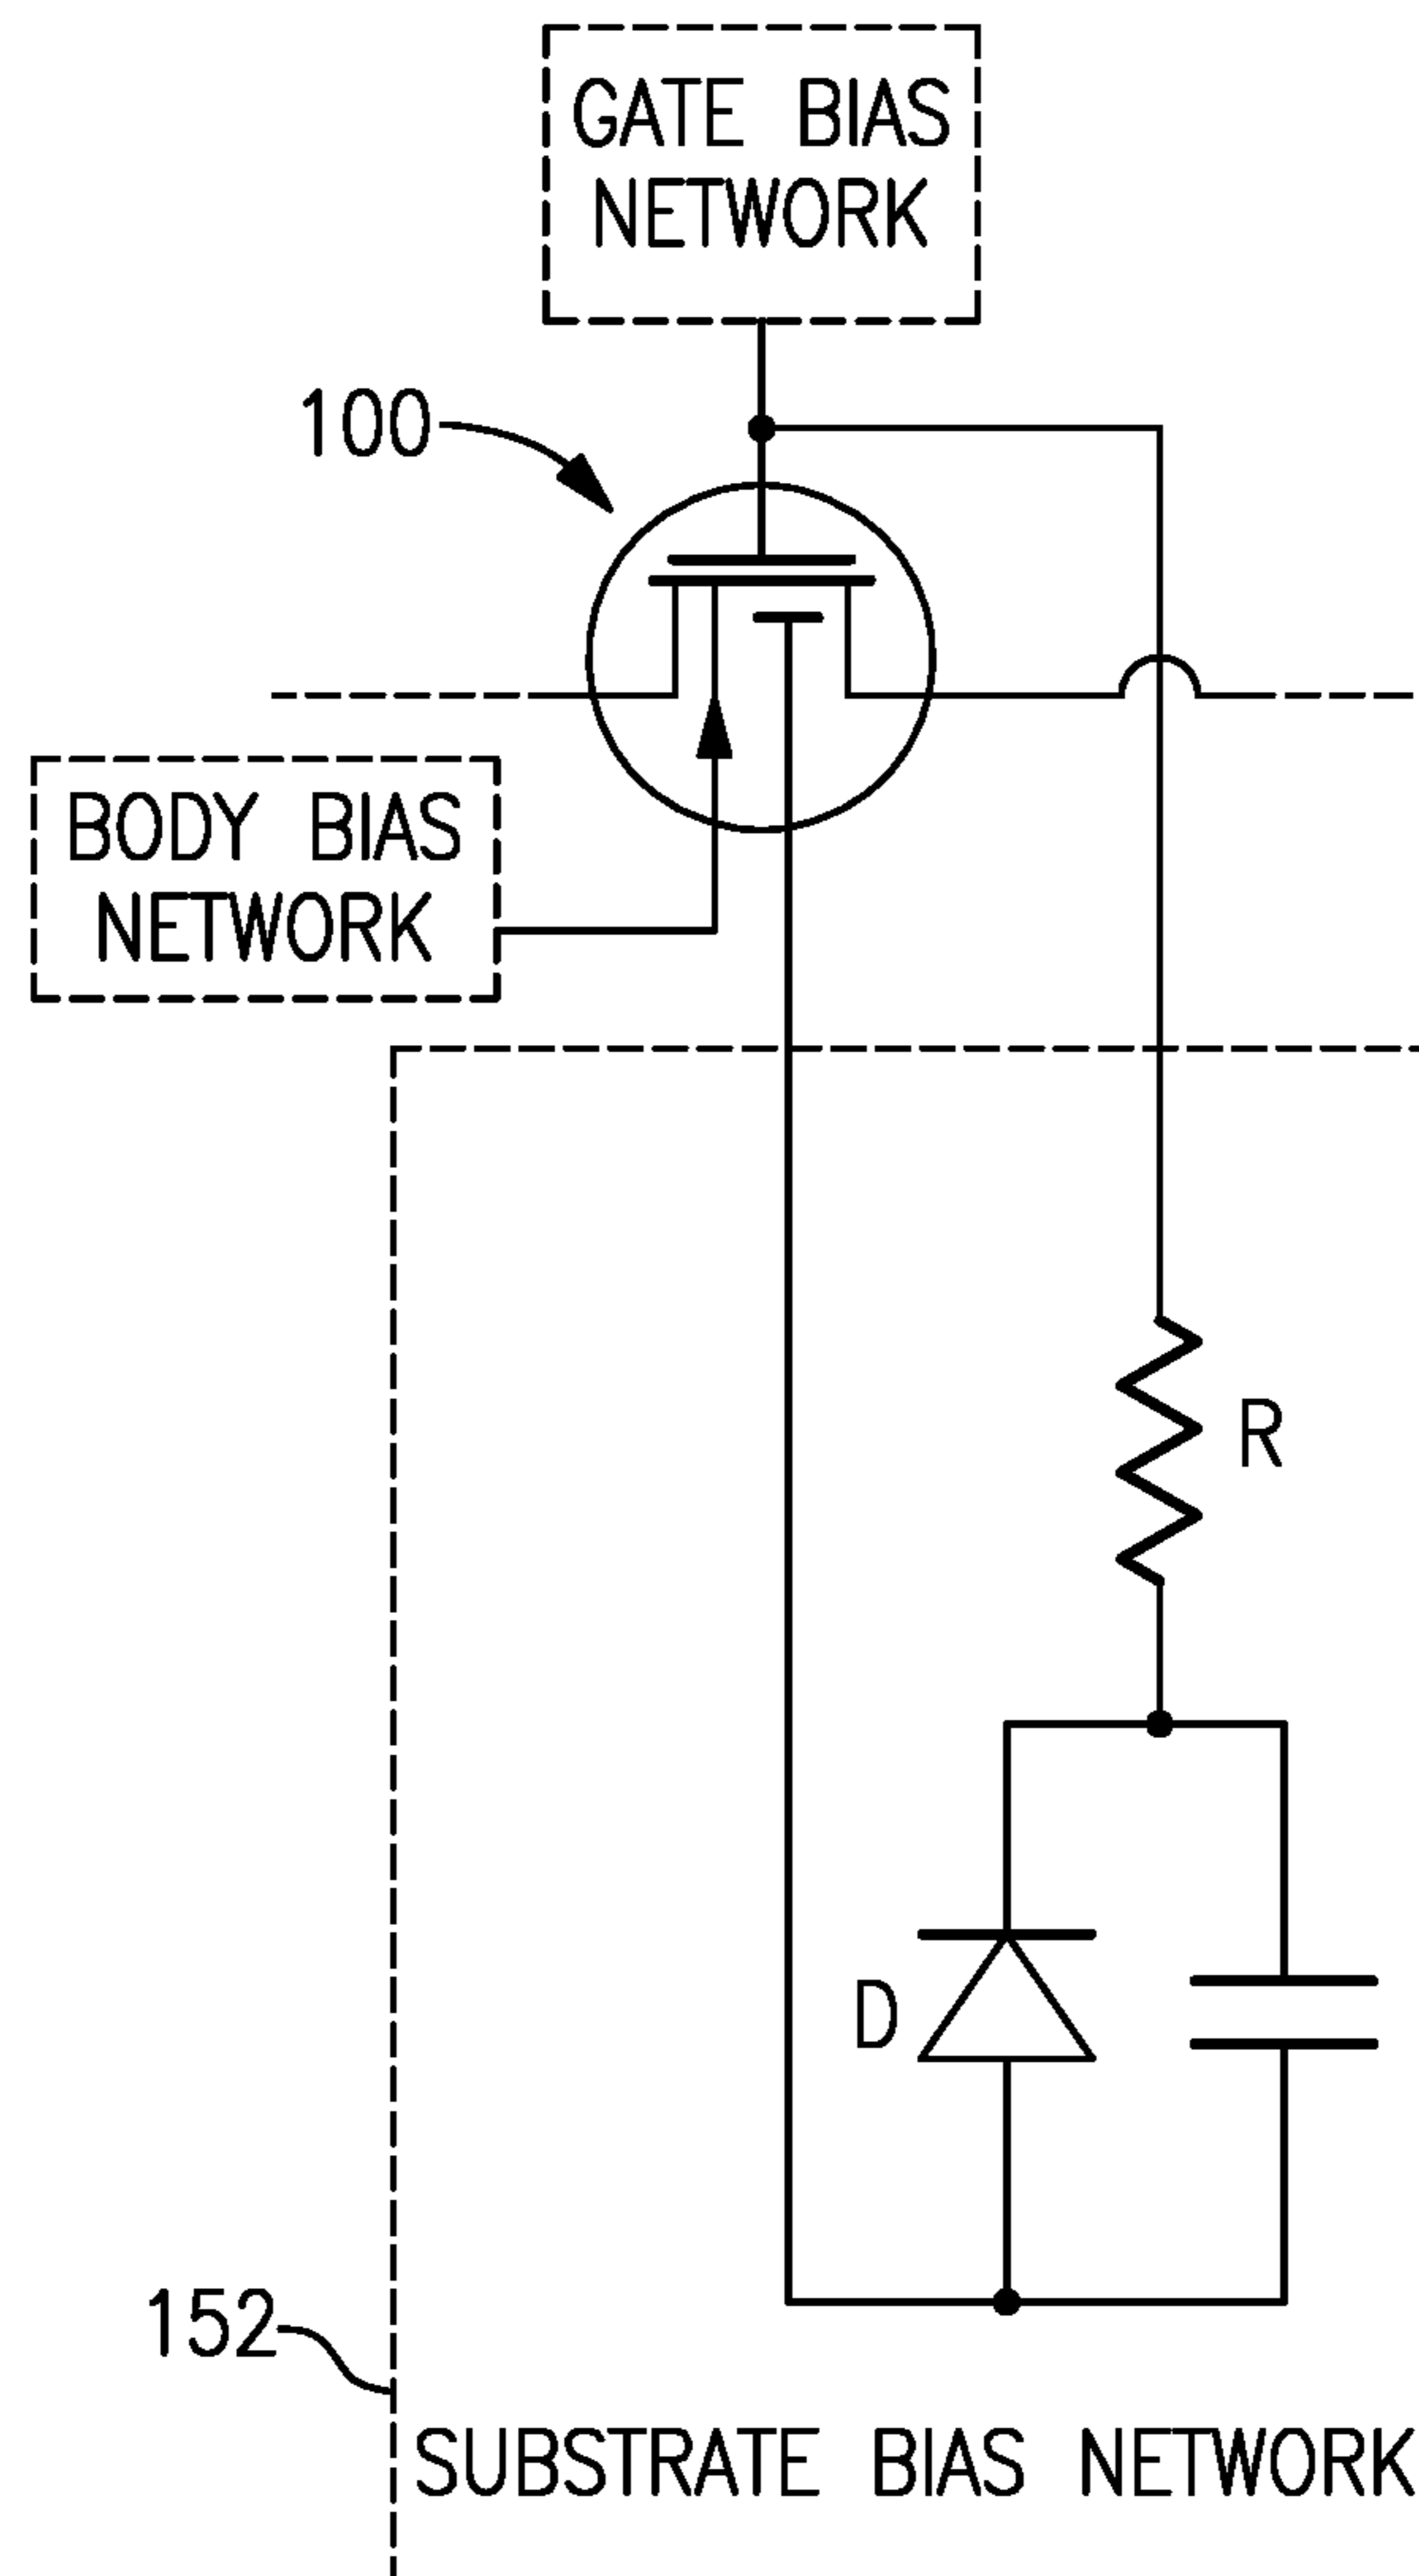 GATE BIAS
NETWORK
100
BODY BIAS
NETWORK
R
D
152
SUBSTRATE BIAS NETWORK